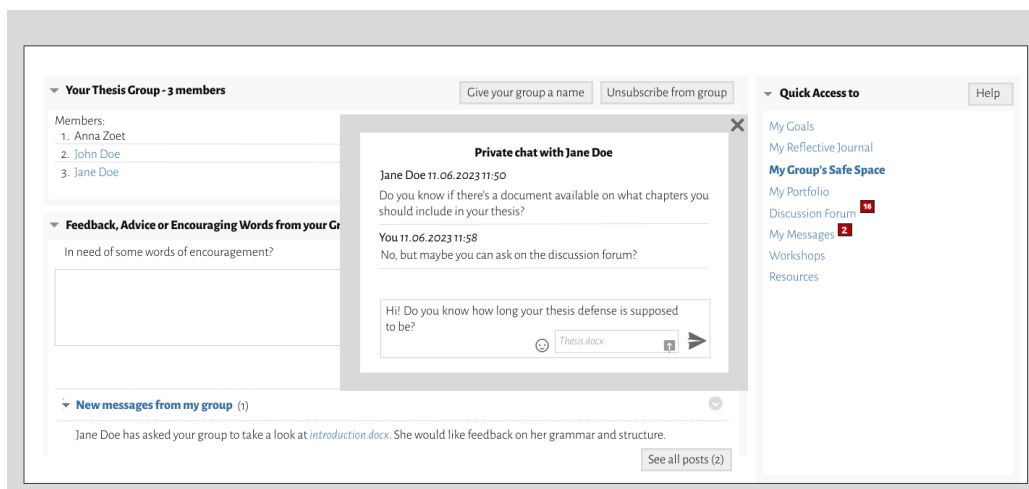 Your Thesis Group - 3 members
Give your group a name
Unsubscribe from group
Members:
1. Anna Zoet
2. John Doe
3. Jane Doe
Private chat with Jane Doe
Jane Doe 11.06.2023 11:50
Do you know if there's a document available on what chapters you
should include in your thesis?
You 11.06.2023 11:58
No, but maybe you can ask on the discussion forum?
Hi! Do you know how long your thesis defense is supposed
to be?
Thesis.docx
Feedback, Advice or Encouraging Words from your Gr
In need of some words of encouragement?
New messages from my group (1)
Jane Doe has asked your group to take a look at introduction.docx. She would like feedback on her grammar and structure.
See all posts (2)
Quick Access to
Help
My Goals
My Reflective Journal
My Group's Safe Space
My Portfolio
Discussion Forum 16
My Messages 2
Workshops
Resources